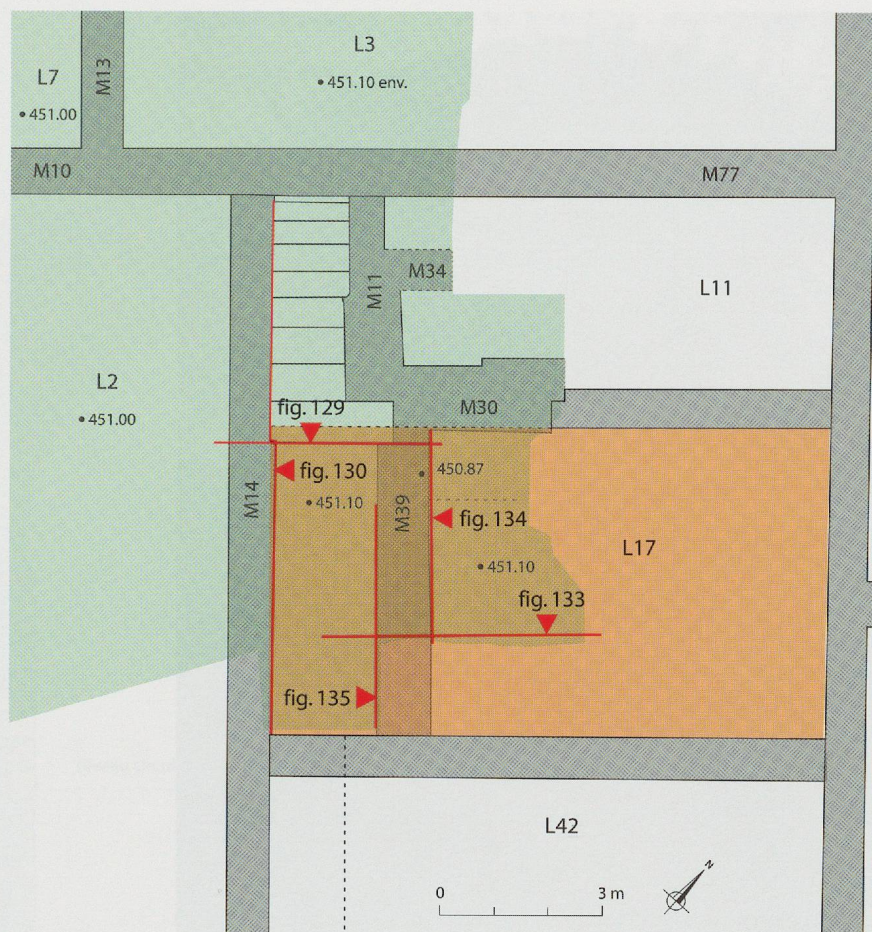 L3
451.10 env.
L7
451.00
M13
M10
M77
M34
M11
L11
L2
451.00
M30
fig. 129
fig. 130
450.87
451.10
M14
M39
fig. 134
L17
451.10
fig. 133
fig. 135
L42
0
3 m
N